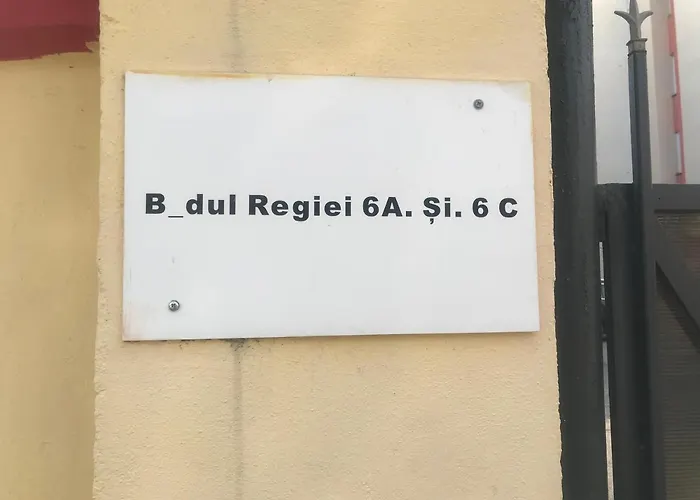 B_dul Regiei 6A. Și. 6 C